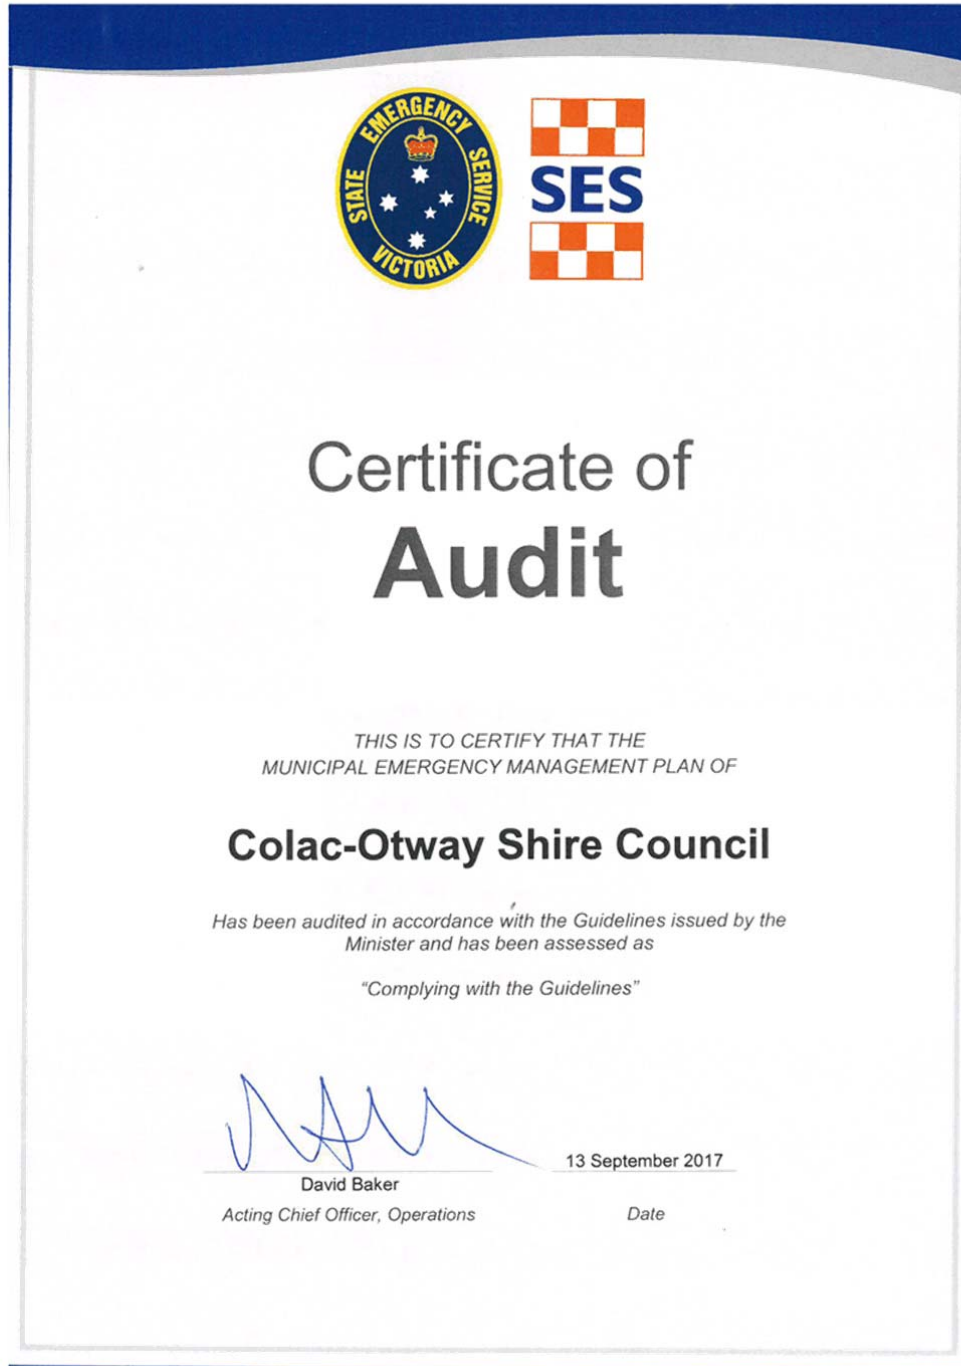 STATE EMERGENCY SERVICE
VICTORIA
SES
Certificate of
Audit
THIS IS TO CERTIFY THAT THE
MUNICIPAL EMERGENCY MANAGEMENT PLAN OF
Colac-Otway Shire Council
Has been audited in accordance with the Guidelines issued by the
Minister and has been assessed as
“Complying with the Guidelines”
13 September 2017
David Baker
Acting Chief Officer, Operations
Date